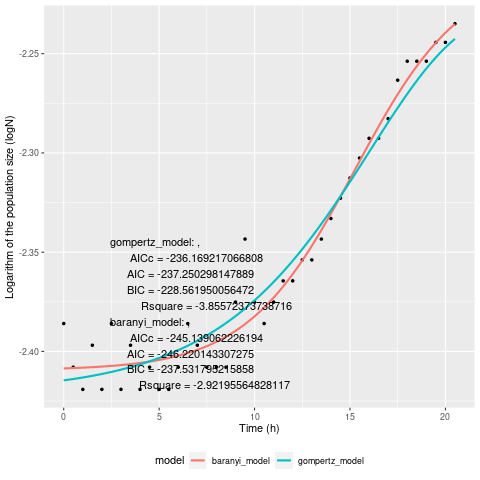 -2.25
-2.30
-2.35
-2.40
Logarithm of the population size (logN)
gompertz_model: ,
AICc = -236.169217066808
AIC = -237.250298147889
BIC = -228.561950056472
Rsquare = -3.85572373738716
baranyi_model: ,
AICc = -245.139062226194
AIC = -246.220143307275
BIC = -237.531795215858
Rsquare = -2.92195564828117
0 5 10 15 20
Time (h)
model baranyi_model gompertz_model